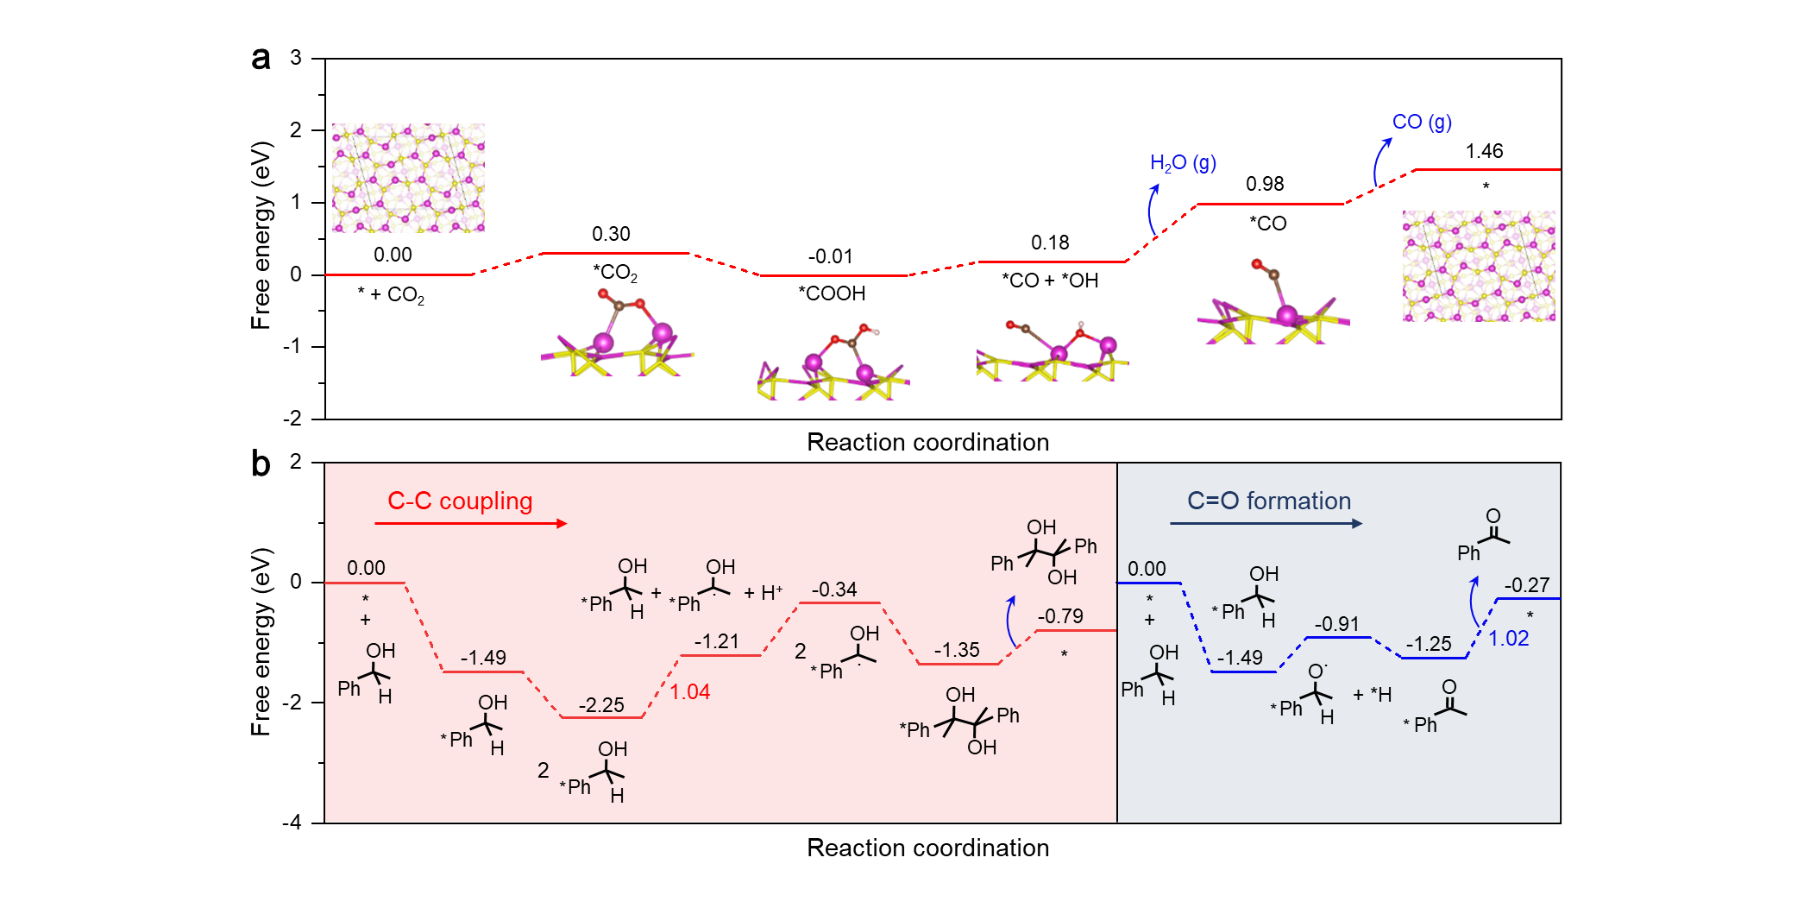 a
Free energy (eV)
3
2
1
0
-1
-2
0.00
* + CO₂
0.30
*CO₂
-0.01
*COOH
0.18
*CO + *OH
H₂O (g)
0.98
*CO
CO (g)
1.46
*
Reaction coordination
b
Free energy (eV)
2
0
-2
-4
C-C coupling
0.00
*
+
OH
Ph
H
-1.49
OH
*Ph
H
-2.25
2
OH
*Ph
H
1.04
-1.21
OH
*Ph
H
+
OH
*Ph
·
+ H⁺
-0.34
2
OH
*Ph
·
-1.35
OH
*Ph
Ph
OH
OH
Ph
Ph
OH
-0.79
*
C=O formation
0.00
*
+
OH
Ph
H
-1.49
OH
*Ph
H
-0.91
O·
*Ph
H
+ *H
-1.25
O
*Ph
1.02
O
Ph
-0.27
*
Reaction coordination